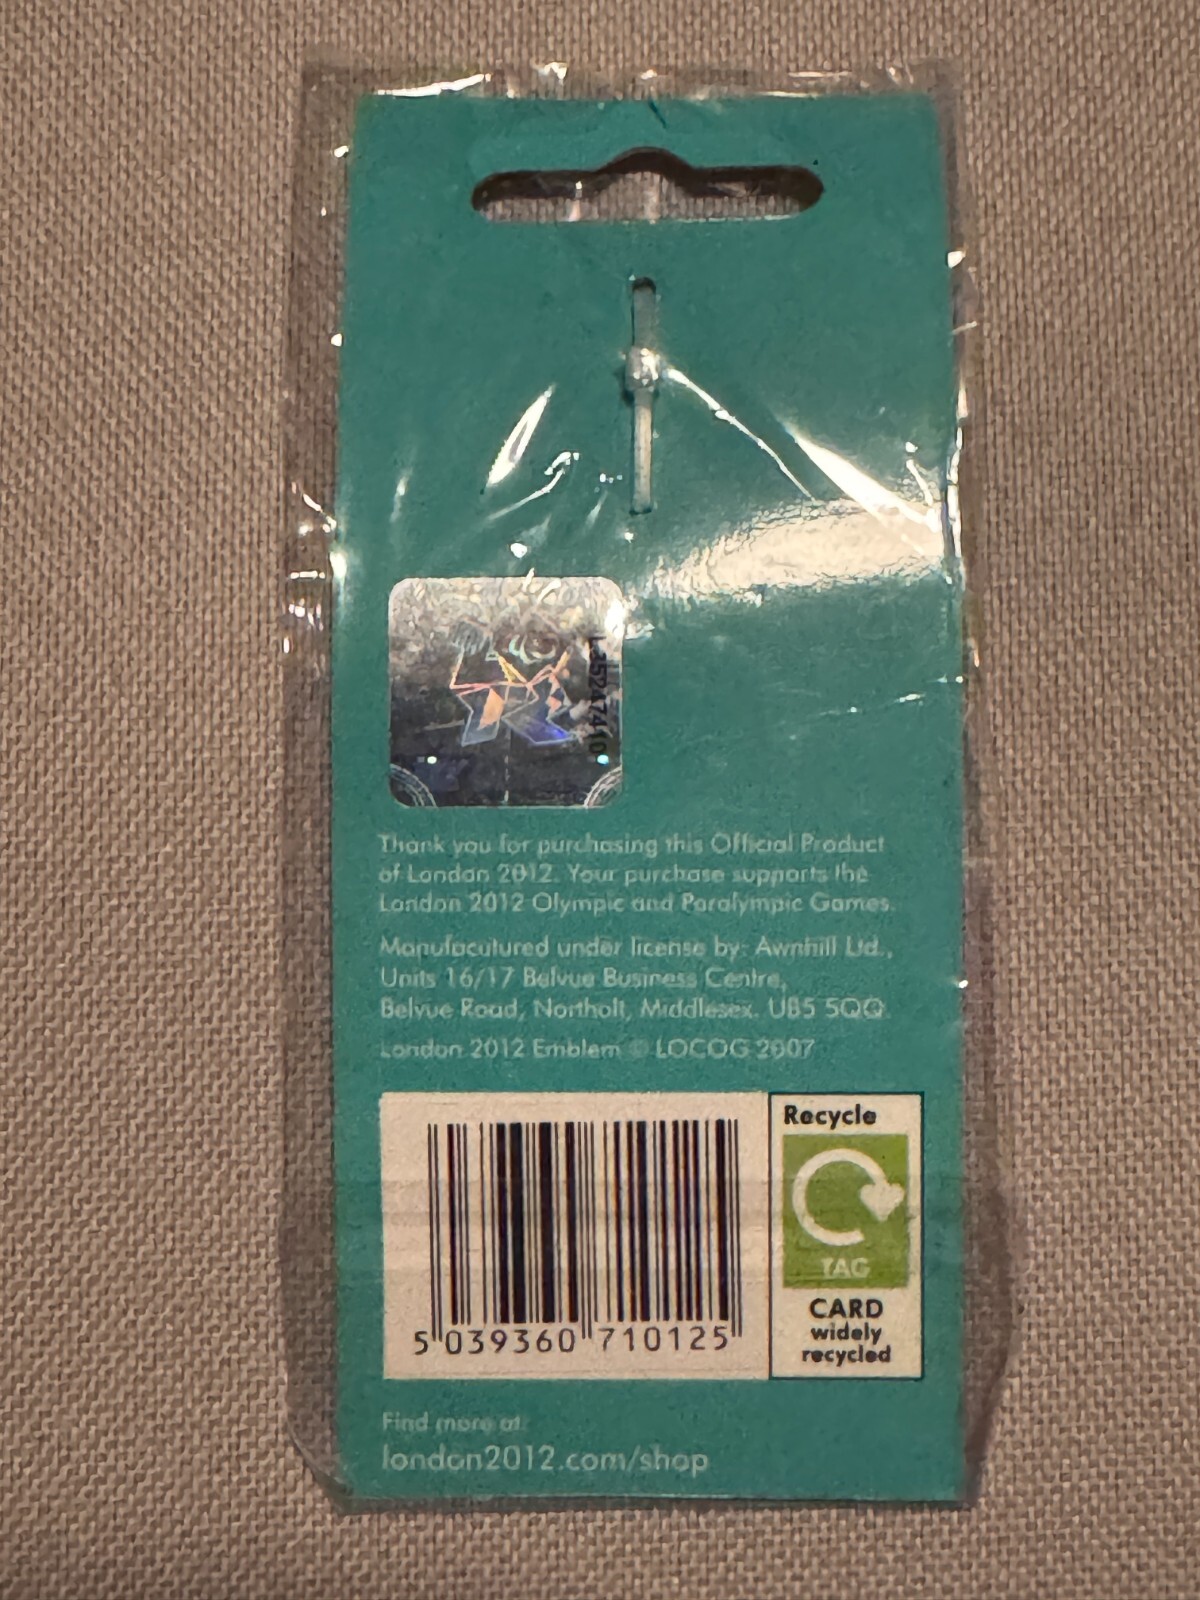 Thank you for purchasing this Official Product
of London 2012. Your purchase supports the
London 2012 Olympic and Paralympic Games.
Manufacutured under license by: Awnhill Ltd.,
Units 16/17 Belvue Business Centre,
Belvue Road, Northolt, Middlesex. UB5 5QQ.
London 2012 Emblem © LOCOG 2007
Recycle
TAG
CARD
widely
recycled
5 039360 710125
Find more at:
london2012.com/shop